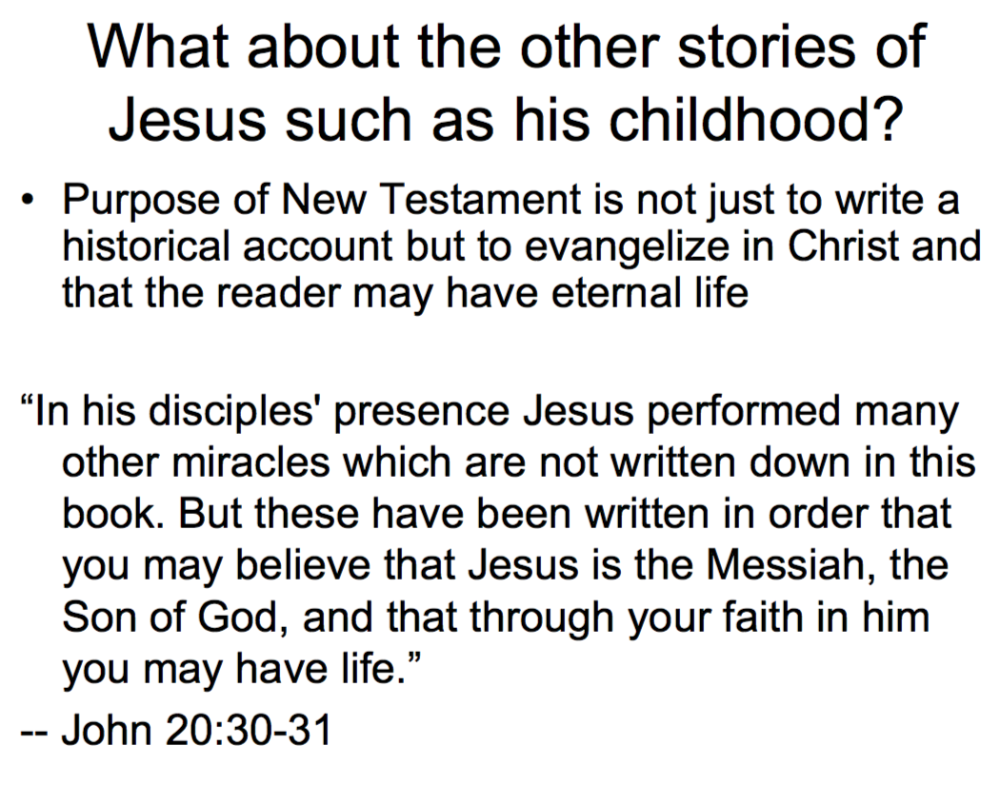 What about the other stories of
Jesus such as his childhood?
• Purpose of New Testament is not just to write a
historical account but to evangelize in Christ and
that the reader may have eternal life
“In his disciples' presence Jesus performed many
other miracles which are not written down in this
book. But these have been written in order that
you may believe that Jesus is the Messiah, the
Son of God, and that through your faith in him
you may have life.”
-- John 20:30-31